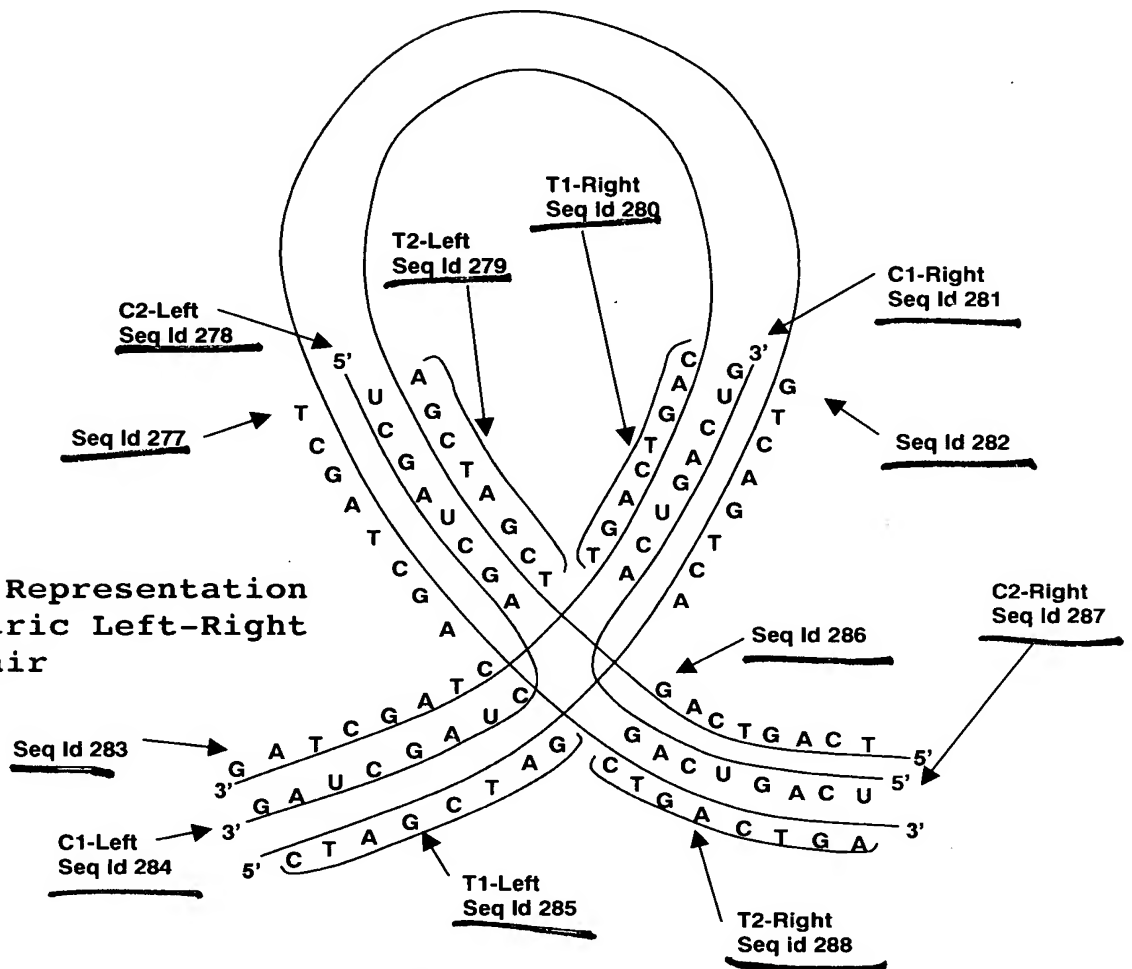 T1-Right
Seq Id 280
T2-Left
Seq Id 279
C1-Right
Seq Id 281
C2-Left
Seq Id 278
5'
3'
Seq Id 277
Seq Id 282
T C G A T C G A
U C G A U C G A C
A G C T A G C T
C A G T C A G T
G U C A G U C A
G T C A G T C A
Representation
ric Left-Right
ir
C2-Right
Seq Id 287
Seq Id 286
Seq Id 283
G A T C G A T C
3'
G A U C G A U
3'
C1-Left
Seq Id 284
5'
C T A G C T A G
G A C T G A C T
5'
G A C U G A C U
5'
C T G A C T G A
3'
T1-Left
Seq Id 285
T2-Right
Seq id 288